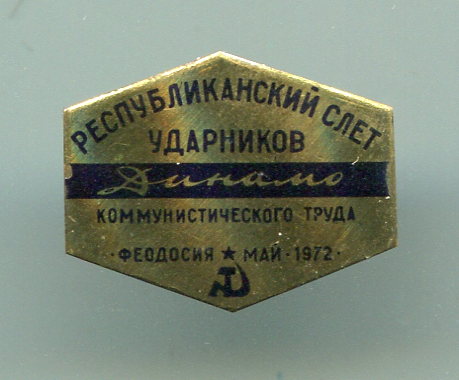 РЕСПУБЛИКАНСКИЙ СЛЕТ
УДАРНИКОВ
Динамо
КОММУНИСТИЧЕСКОГО ТРУДА
·ФЕОДОСИЯ ★ МАЙ·1972·